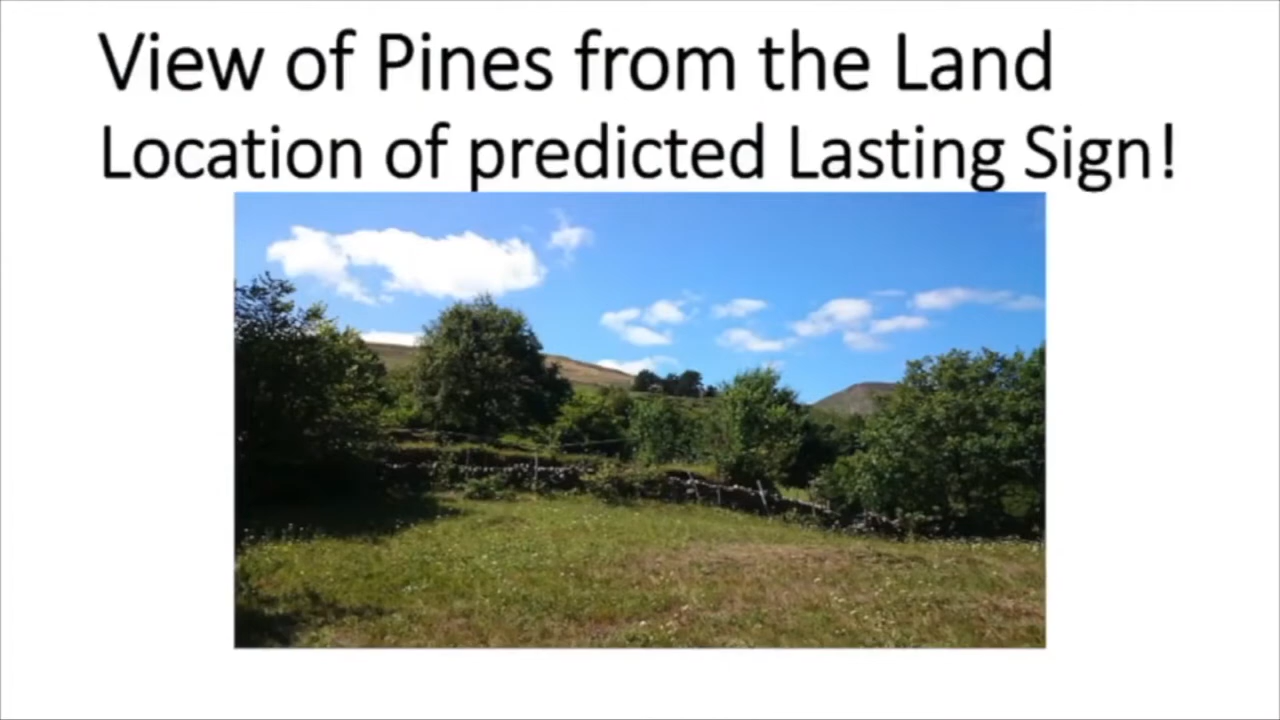 View of Pines from the Land
Location of predicted Lasting Sign!